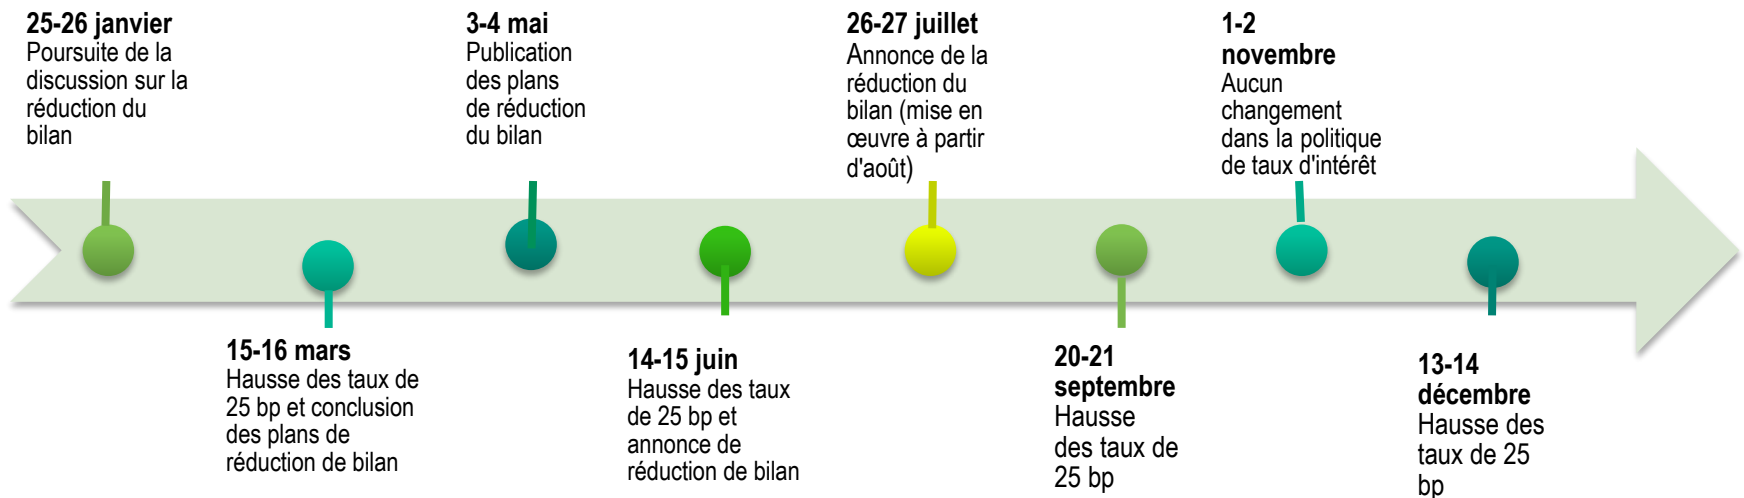 25-26 janvier
Poursuite de la
discussion sur la
réduction du
bilan
3-4 mai
Publication
des plans
de réduction
du bilan
26-27 juillet
Annonce de la
réduction du
bilan (mise en
œuvre à partir
d'août)
1-2
novembre
Aucun
changement
dans la politique
de taux d'intérêt
15-16 mars
Hausse des taux de
25 bp et conclusion
des plans de
réduction de bilan
14-15 juin
Hausse des taux
de 25 bp et
annonce de
réduction de bilan
20-21
septembre
Hausse
des taux de
25 bp
13-14
décembre
Hausse des
taux de 25
bp